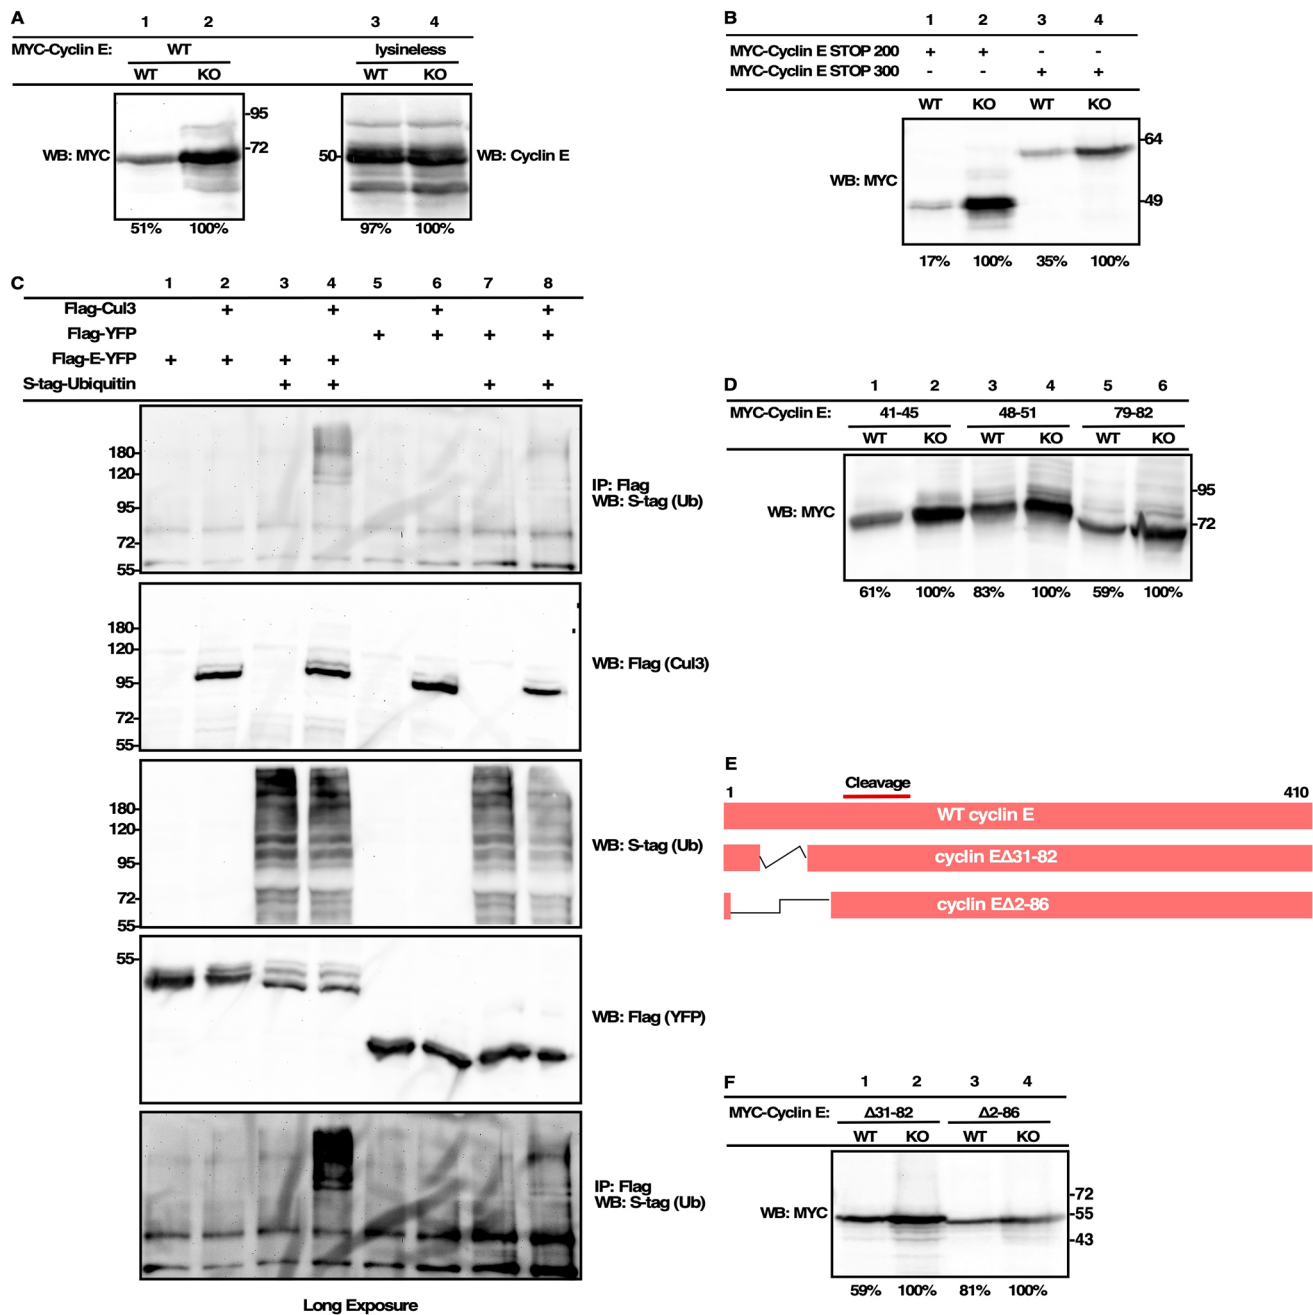 A
1 2 3 4
MYC-Cyclin E: WT lysineless
WT KO WT KO
-95
-72
WB: MYC
50-
WB: Cyclin E
51% 100% 97% 100%
B
1 2 3 4
MYC-Cyclin E STOP 200 + + - -
MYC-Cyclin E STOP 300 - - + +
WT KO WT KO
-64
WB: MYC
-49
17% 100% 35% 100%
C
1 2 3 4 5 6 7 8
Flag-Cul3 + + + +
Flag-YFP + + + +
Flag-E-YFP + + + +
S-tag-Ubiquitin + + + +
180-
120-
95-
72-
55-
IP: Flag
WB: S-tag (Ub)
180-
120-
95-
72-
55-
WB: Flag (Cul3)
180-
120-
95-
72-
55-
WB: S-tag (Ub)
55-
WB: Flag (YFP)
IP: Flag
WB: S-tag (Ub)
Long Exposure
D
1 2 3 4 5 6
MYC-Cyclin E: 41-45 48-51 79-82
WT KO WT KO WT KO
-95
WB: MYC
-72
61% 100% 83% 100% 59% 100%
E
Cleavage
1 410
WT cyclin E
cyclin EΔ31-82
cyclin EΔ2-86
F
1 2 3 4
MYC-Cyclin E: Δ31-82 Δ2-86
WT KO WT KO
-72
WB: MYC
-55
-43
59% 100% 81% 100%